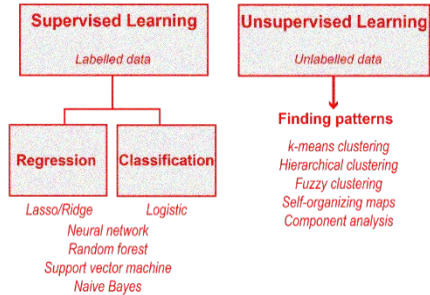 Supervised Learning
Labelled data
Regression
Classification
Lasso/Ridge
Logistic
Neural network
Random forest
Support vector machine
Naive Bayes
Unsupervised Learning
Unlabelled data
Finding patterns
k-means clustering
Hierarchical clustering
Fuzzy clustering
Self-organizing maps
Component analysis